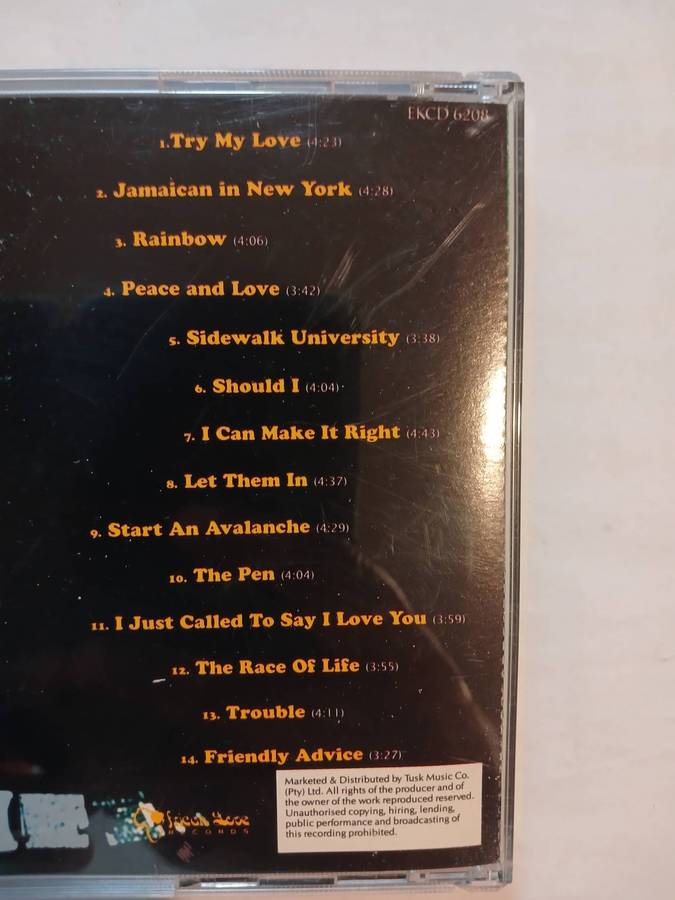 EKCD 6208
1.Try My Love (4:23)
2. Jamaican in New York (4:28)
3. Rainbow (4:06)
4. Peace and Love (3:42)
5. Sidewalk University (3:38)
6. Should I (4:04)
7. I Can Make It Right (4:43)
8. Let Them In (4:37)
9. Start An Avalanche (4:29)
10. The Pen (4:04)
11. I Just Called To Say I Love You (3:59)
12. The Race Of Life (3:55)
13. Trouble (4:11)
14. Friendly Advice (3:27)
Marketed & Distributed by Tusk Music Co.
(Pty) Ltd. All rights of the producer and of
the owner of the work reproduced reserved.
Unauthorised copying, hiring, lending,
public performance and broadcasting of
this recording prohibited.
RECORDS